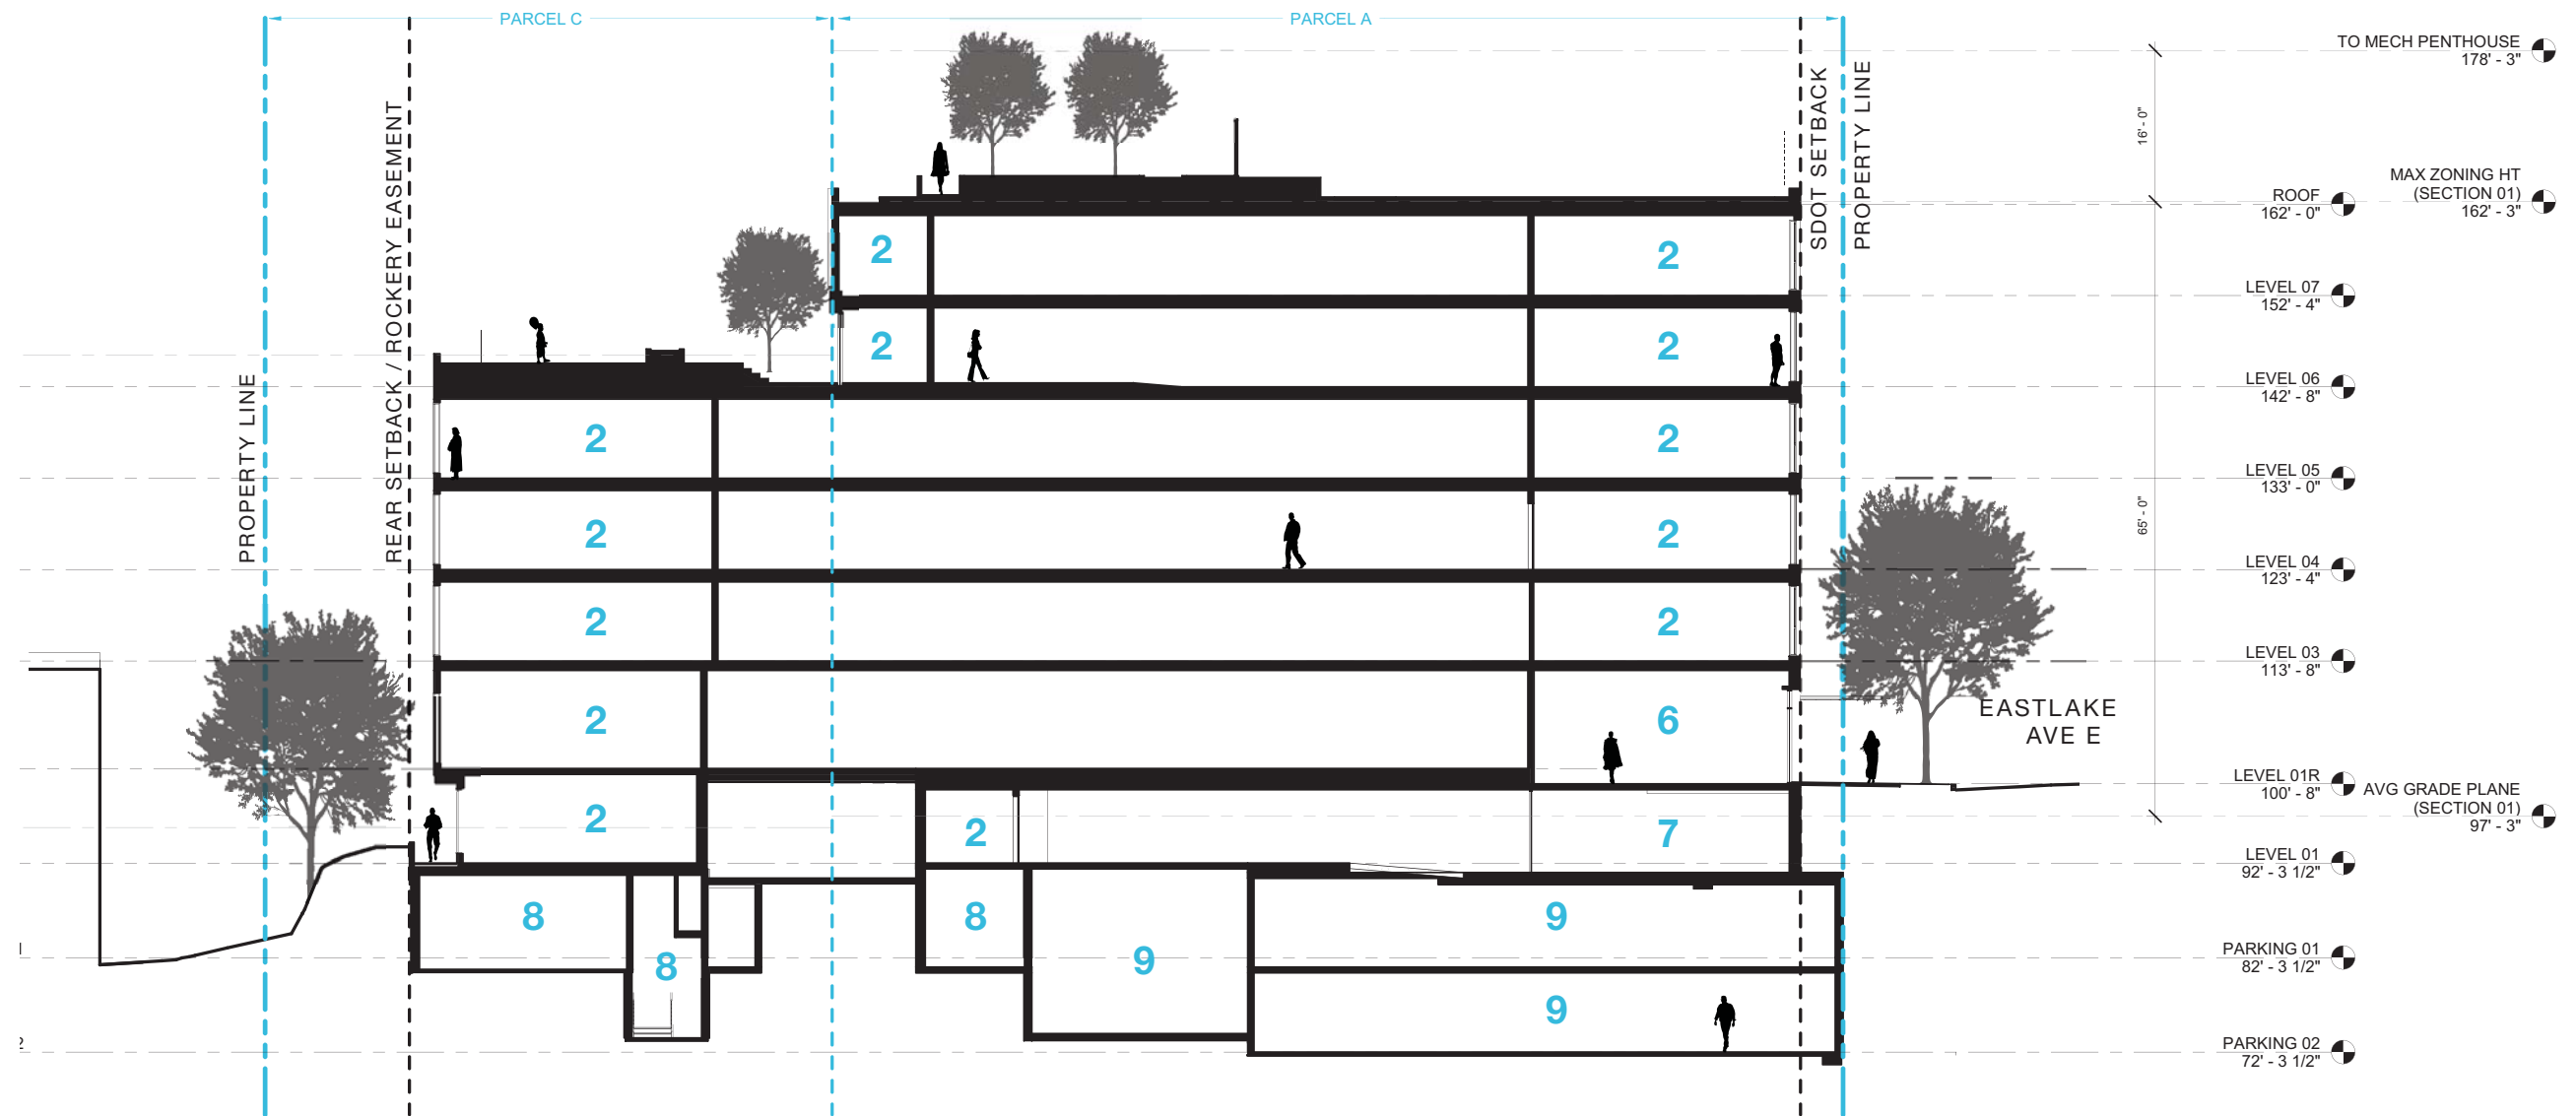 PARCEL C
PARCEL A
TO MECH PENTHOUSE
178' - 3"
16' - 0"
SDOT SETBACK
PROPERTY LINE
MAX ZONING HT
(SECTION 01)
162' - 3"
ROOF
162' - 0"
REAR SETBACK / ROCKERY EASEMENT
PROPERTY LINE
2
2
LEVEL 07
152' - 4"
2
2
LEVEL 06
142' - 8"
2
2
LEVEL 05
133' - 0"
65' - 0"
2
2
LEVEL 04
123' - 4"
2
2
LEVEL 03
113' - 8"
2
6
EASTLAKE
AVE E
LEVEL 01R
100' - 8"
AVG GRADE PLANE
(SECTION 01)
97' - 3"
2
2
7
LEVEL 01
92' - 3 1/2"
8
8
9
8
9
PARKING 01
82' - 3 1/2"
9
PARKING 02
72' - 3 1/2"